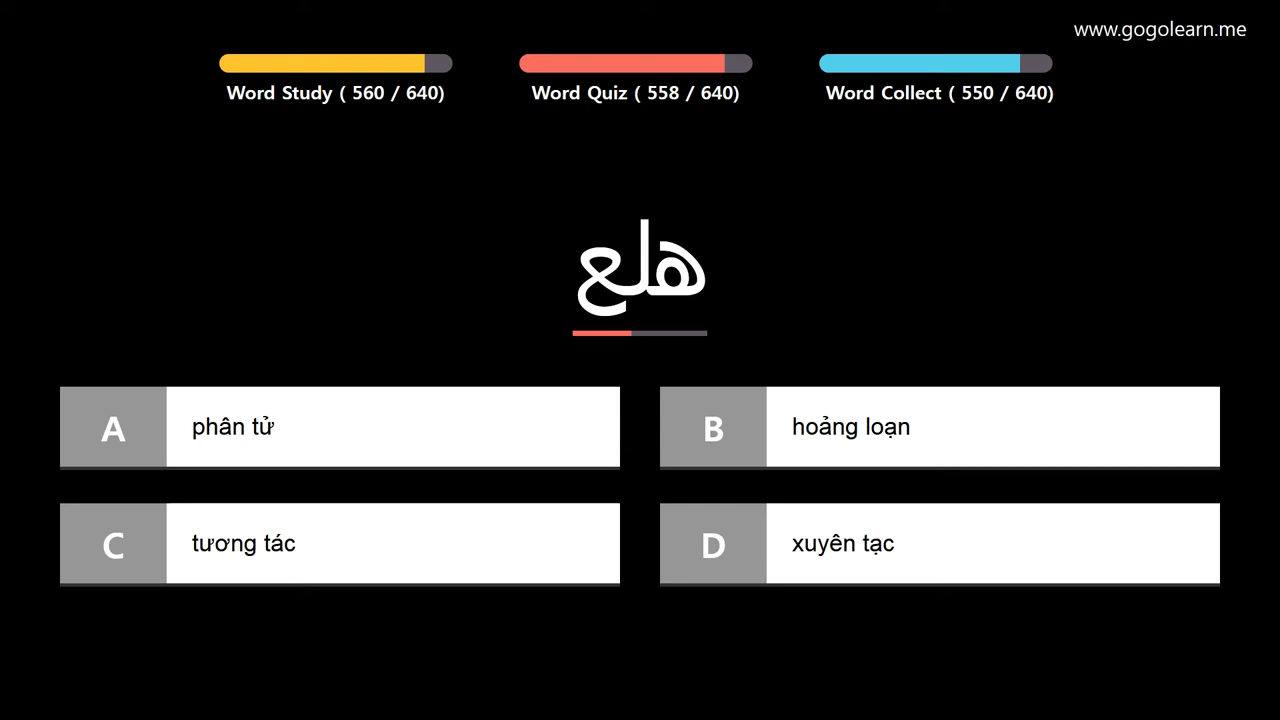 www.gogolearn.me
Word Study ( 560 / 640)
Word Quiz ( 558 / 640)
Word Collect ( 550 / 640)
هلع
A phân tử
B hoảng loạn
C tương tác
D xuyên tạc